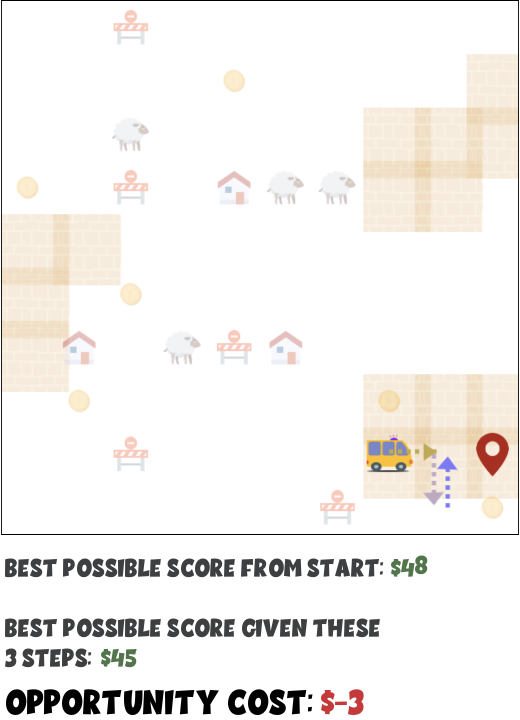 BEST POSSIBLE SCORE FROM START: $48
BEST POSSIBLE SCORE GIVEN THESE
3 STEPS: $45
OPPORTUNITY COST: $-3